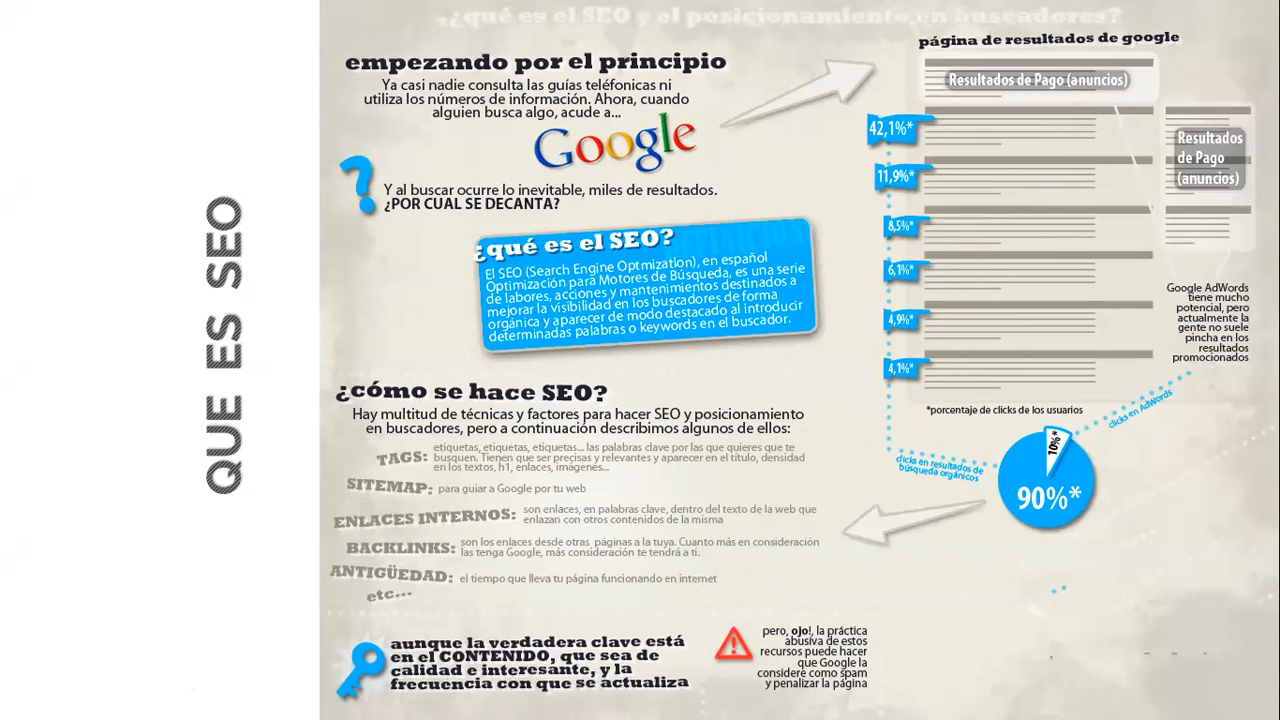 QUE ES SEO
¿qué es el SEO y el posicionamiento en buscadores?
empezando por el principio
Ya casi nadie consulta las guías teléfonicas ni
utiliza los números de información. Ahora, cuando
alguien busca algo, acude a...
Google
?
Y al buscar ocurre lo inevitable, miles de resultados.
¿POR CUAL SE DECANTA?
¿qué es el SEO?
El SEO (Search Engine Optmization), en español
Optimización para Motores de Búsqueda, es una serie
de labores, acciones y mantenimientos destinados a
mejorar la visibilidad en los buscadores de forma
orgánica y aparecer de modo destacado al introducir
determinadas palabras o keywords en el buscador.
página de resultados de google
Resultados de Pago (anuncios)
Resultados
de Pago
(anuncios)
42,1%*
11,9%*
8,5%*
6,1%*
4,9%*
4,1%*
Google AdWords
tiene mucho
potencial, pero
actualmente la
gente no suele
pincha en los
resultados
promocionados
*porcentaje de clicks de los usuarios
clicks en AdWords
clicks en resultados de
búsqueda orgánicos
10%*
90%*
¿cómo se hace SEO?
Hay multitud de técnicas y factores para hacer SEO y posicionamiento
en buscadores, pero a continuación describimos algunos de ellos:
TAGS: etiquetas, etiquetas, etiquetas... las palabras clave por las que quieres que te
busquen. Tienen que ser precisas y relevantes y aparecer en el título, densidad
en los textos, h1, enlaces, imágenes...
SITEMAP: para guiar a Google por tu web
ENLACES INTERNOS: son enlaces, en palabras clave, dentro del texto de la web que
enlazan con otros contenidos de la misma
BACKLINKS: son los enlaces desde otras páginas a la tuya. Cuanto más en consideración
las tenga Google, más consideración te tendrá a ti.
ANTIGÜEDAD: el tiempo que lleva tu página funcionando en internet
etc...
aunque la verdadera clave está
en el CONTENIDO, que sea de
calidad e interesante, y la
frecuencia con que se actualiza
pero, ojo!, la práctica
abusiva de estos
recursos puede hacer
que Google la
considere como spam
y penalizar la página